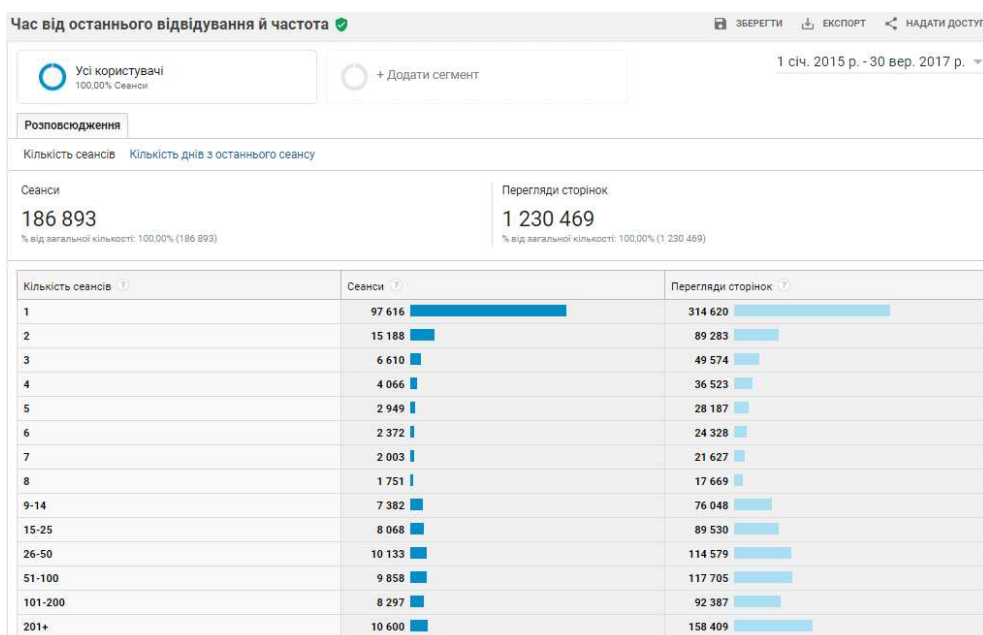 Час від останнього відвідування й частота
ЗБЕРЕГТИ ЕКСПОРТ НАДАТИ ДОСТУП
Усі користувачі
100,00% Сеанси
+ Додати сегмент
1 січ. 2015 р. - 30 вер. 2017 р.
Розповсюдження
Кількість сеансів Кількість днів з останнього сеансу
Сеанси Перегляди сторінок
186 893 1 230 469
% від загальної кількості: 100,00% (186 893) % від загальної кількості: 100,00% (1 230 469)
Кількість сеансів ? Сеанси ? Перегляди сторінок ?
1 97 616 314 620
2 15 188 89 283
3 6 610 49 574
4 4 066 36 523
5 2 949 28 187
6 2 372 24 328
7 2 003 21 627
8 1 751 17 669
9-14 7 382 76 048
15-25 8 068 89 530
26-50 10 133 114 579
51-100 9 858 117 705
101-200 8 297 92 387
201+ 10 600 158 409